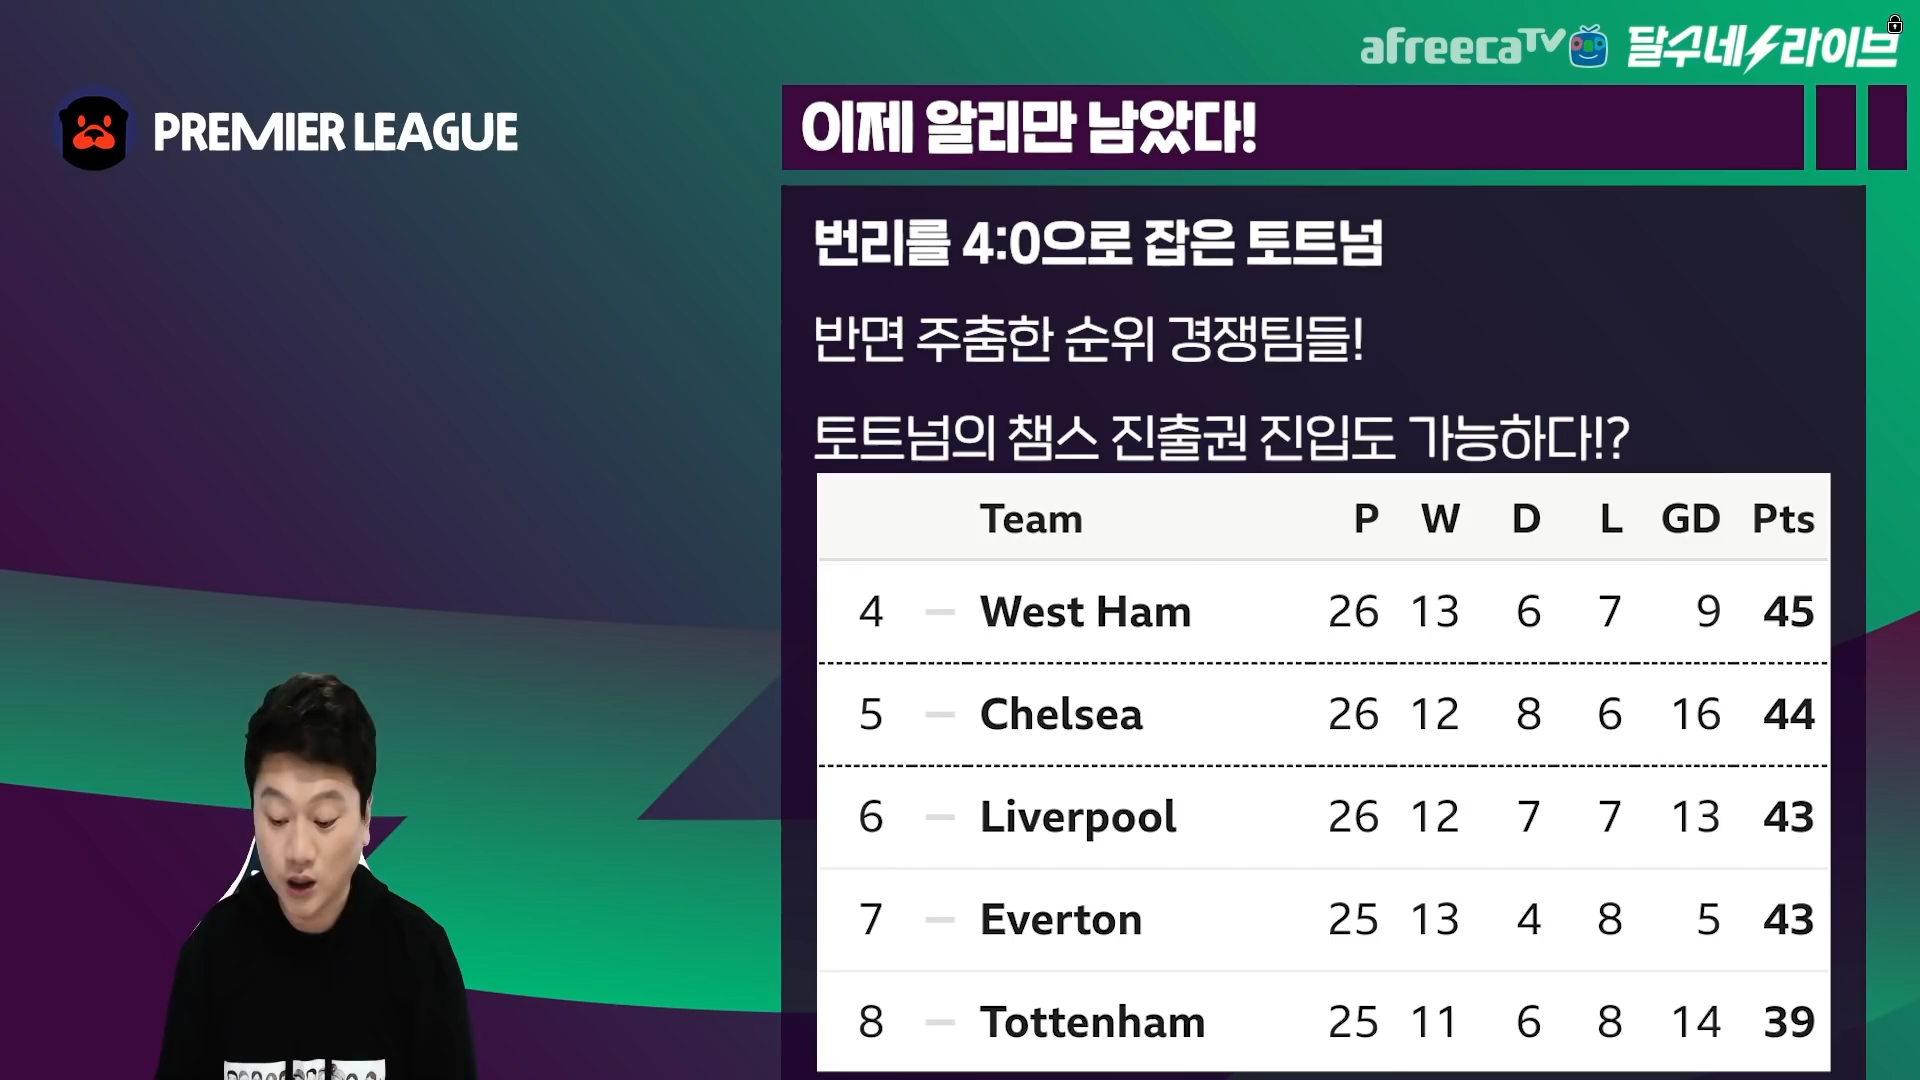 afreecaTV 달수네라이브
PREMIER LEAGUE
이제 알리만 남았다!
번리를 4:0으로 잡은 토트넘
반면 주춤한 순위 경쟁팀들!
토트넘의 챔스 진출권 진입도 가능하다!?
Team P W D L GD Pts
4 West Ham 26 13 6 7 9 45
5 Chelsea 26 12 8 6 16 44
6 Liverpool 26 12 7 7 13 43
7 Everton 25 13 4 8 5 43
8 Tottenham 25 11 6 8 14 39